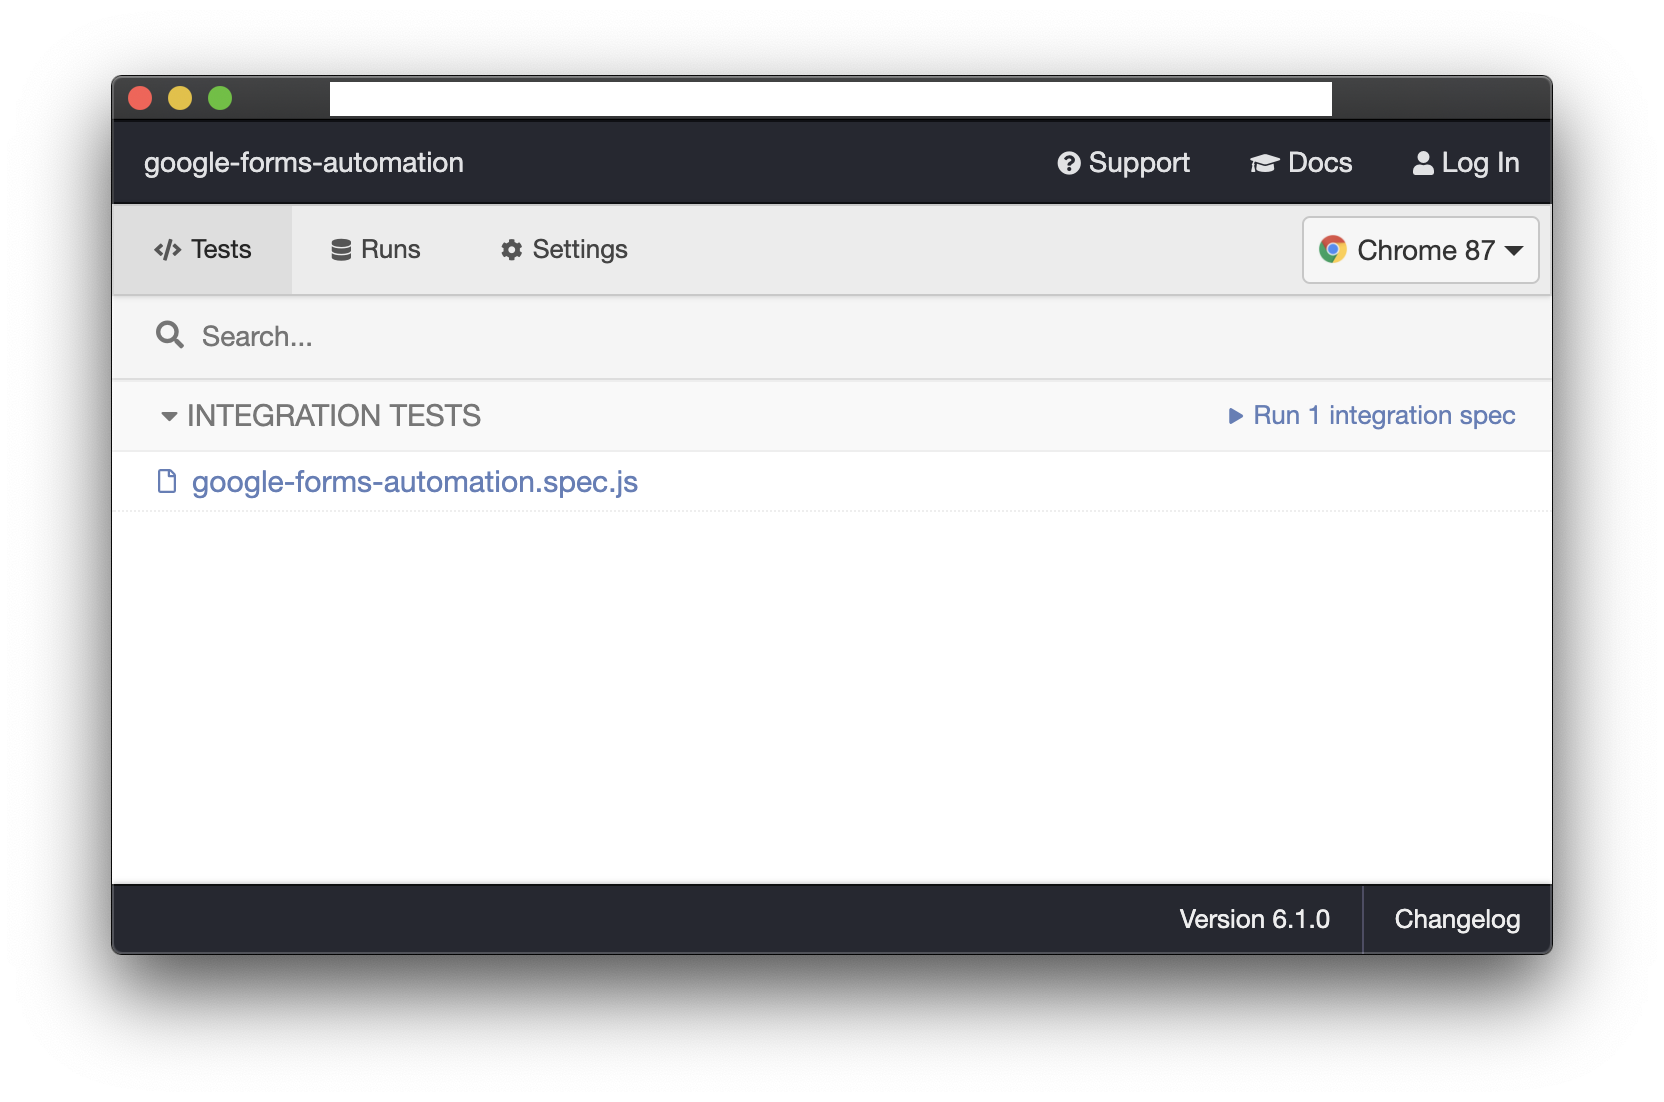 google-forms-automation Support Docs Log In
Tests Runs Settings Chrome 87
Search...
INTEGRATION TESTS Run 1 integration spec
google-forms-automation.spec.js
Version 6.1.0 Changelog